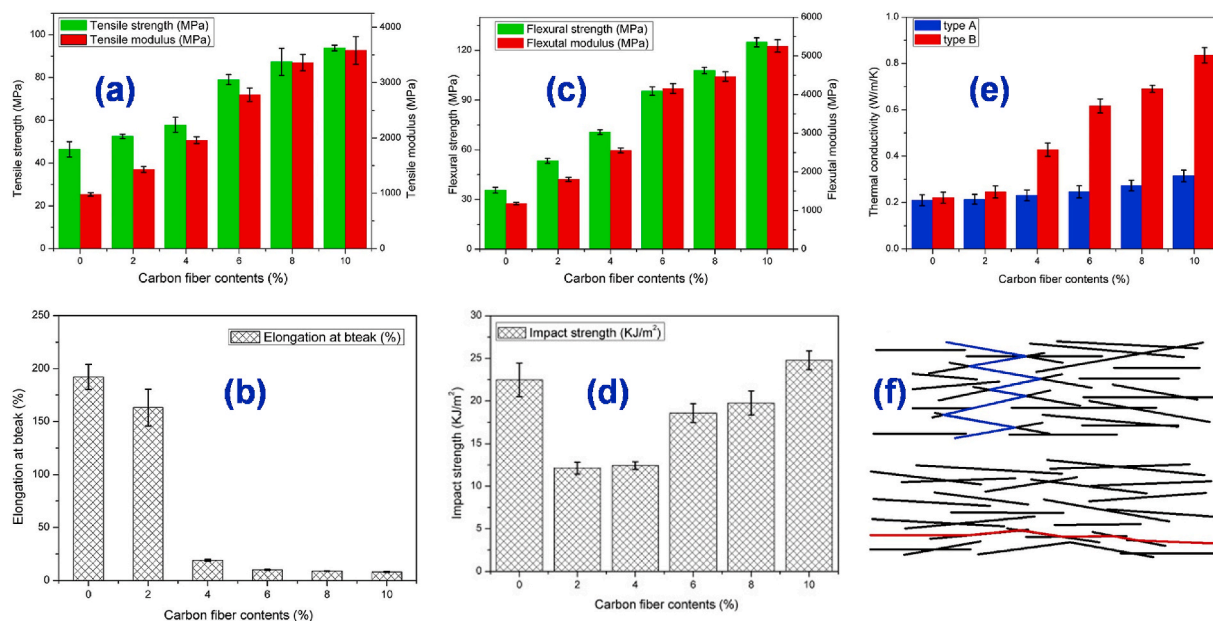 Tensile strength (MPa)
Tensile modulus (MPa)
(a)
Tensile strength (MPa)
Tensile modulus (MPa)
0
20
40
60
80
100
0
1000
2000
3000
4000
0 2 4 6 8 10
Carbon fiber contents (%)
Flexural strength (MPa)
Flexutal modulus (MPa)
(c)
Flexural strength (MPa)
Flexutal modulus (MPa)
0
30
60
90
120
0
1000
2000
3000
4000
5000
6000
0 2 4 6 8 10
Carbon fiber contents (%)
type A
type B
(e)
Thermal conductivity (W/m/K)
0.0
0.2
0.4
0.6
0.8
1.0
0 2 4 6 8 10
Carbon fiber contents (%)
Elongation at bteak (%)
(b)
Elongation at bteak (%)
0
50
100
150
200
250
0 2 4 6 8 10
Carbon fiber contents (%)
Impact strength (KJ/m²)
(d)
Impact strength (KJ/m²)
0
5
10
15
20
25
30
0 2 4 6 8 10
Carbon fiber contents (%)
(f)